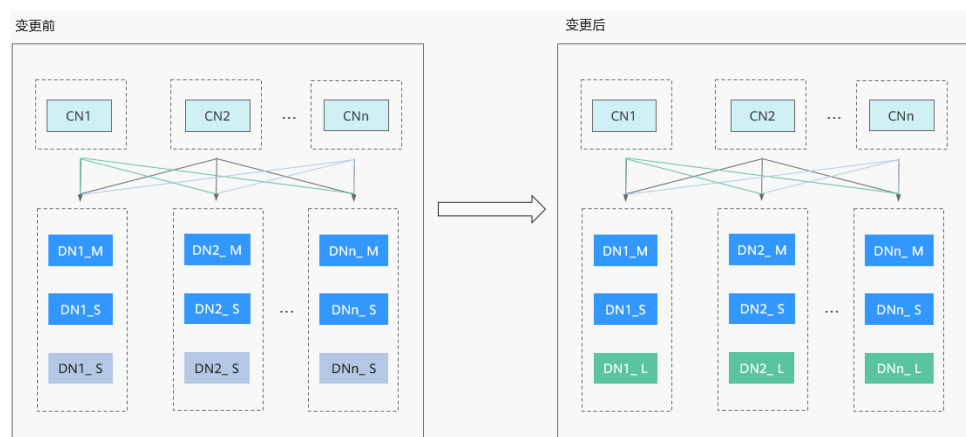 变更前 变更后
CN1 CN2 … CNn CN1 CN2 … CNn
DN1_M DN2_ M DNn_ M DN1_M DN2_ M DNn_ M
DN1_S DN2_ S … DNn_ S DN1_S DN2_ S … DNn_ S
DN1_ S DN2_ S DNn_ S DN1_ L DN2_ L DNn_ L